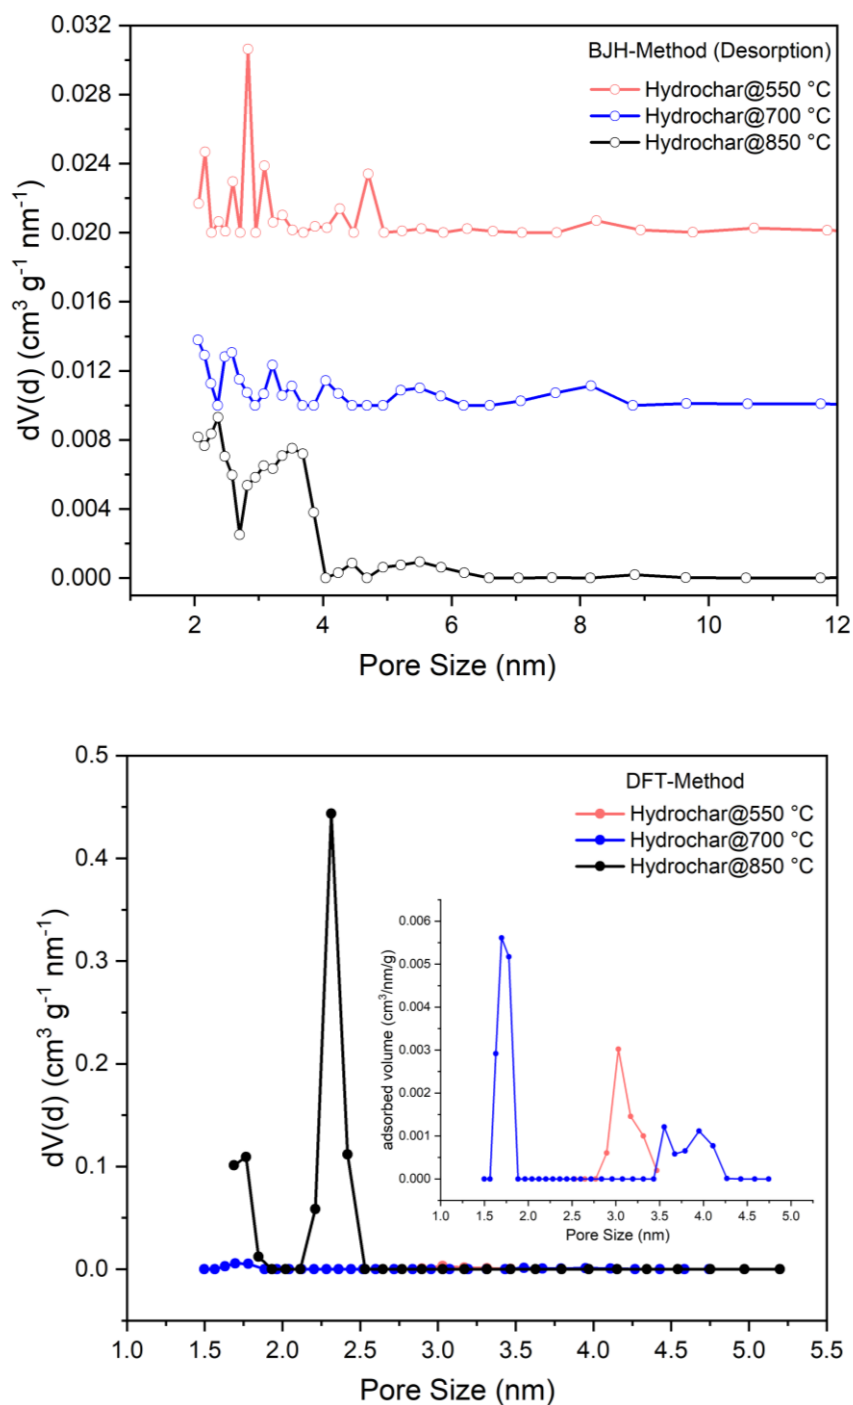 BJH-Method (Desorption)
Hydrochar@550 °C
Hydrochar@700 °C
Hydrochar@850 °C
dV(d) (cm³ g⁻¹ nm⁻¹)
0.032
0.028
0.024
0.020
0.016
0.012
0.008
0.004
0.000
2 4 6 8 10 12
Pore Size (nm)
DFT-Method
Hydrochar@550 °C
Hydrochar@700 °C
Hydrochar@850 °C
dV(d) (cm³ g⁻¹ nm⁻¹)
0.5
0.4
0.3
0.2
0.1
0.0
adsorbed volume (cm³/nm/g)
0.006
0.005
0.004
0.003
0.002
0.001
0.000
1.0 1.5 2.0 2.5 3.0 3.5 4.0 4.5 5.0
Pore Size (nm)
1.0 1.5 2.0 2.5 3.0 3.5 4.0 4.5 5.0 5.5
Pore Size (nm)